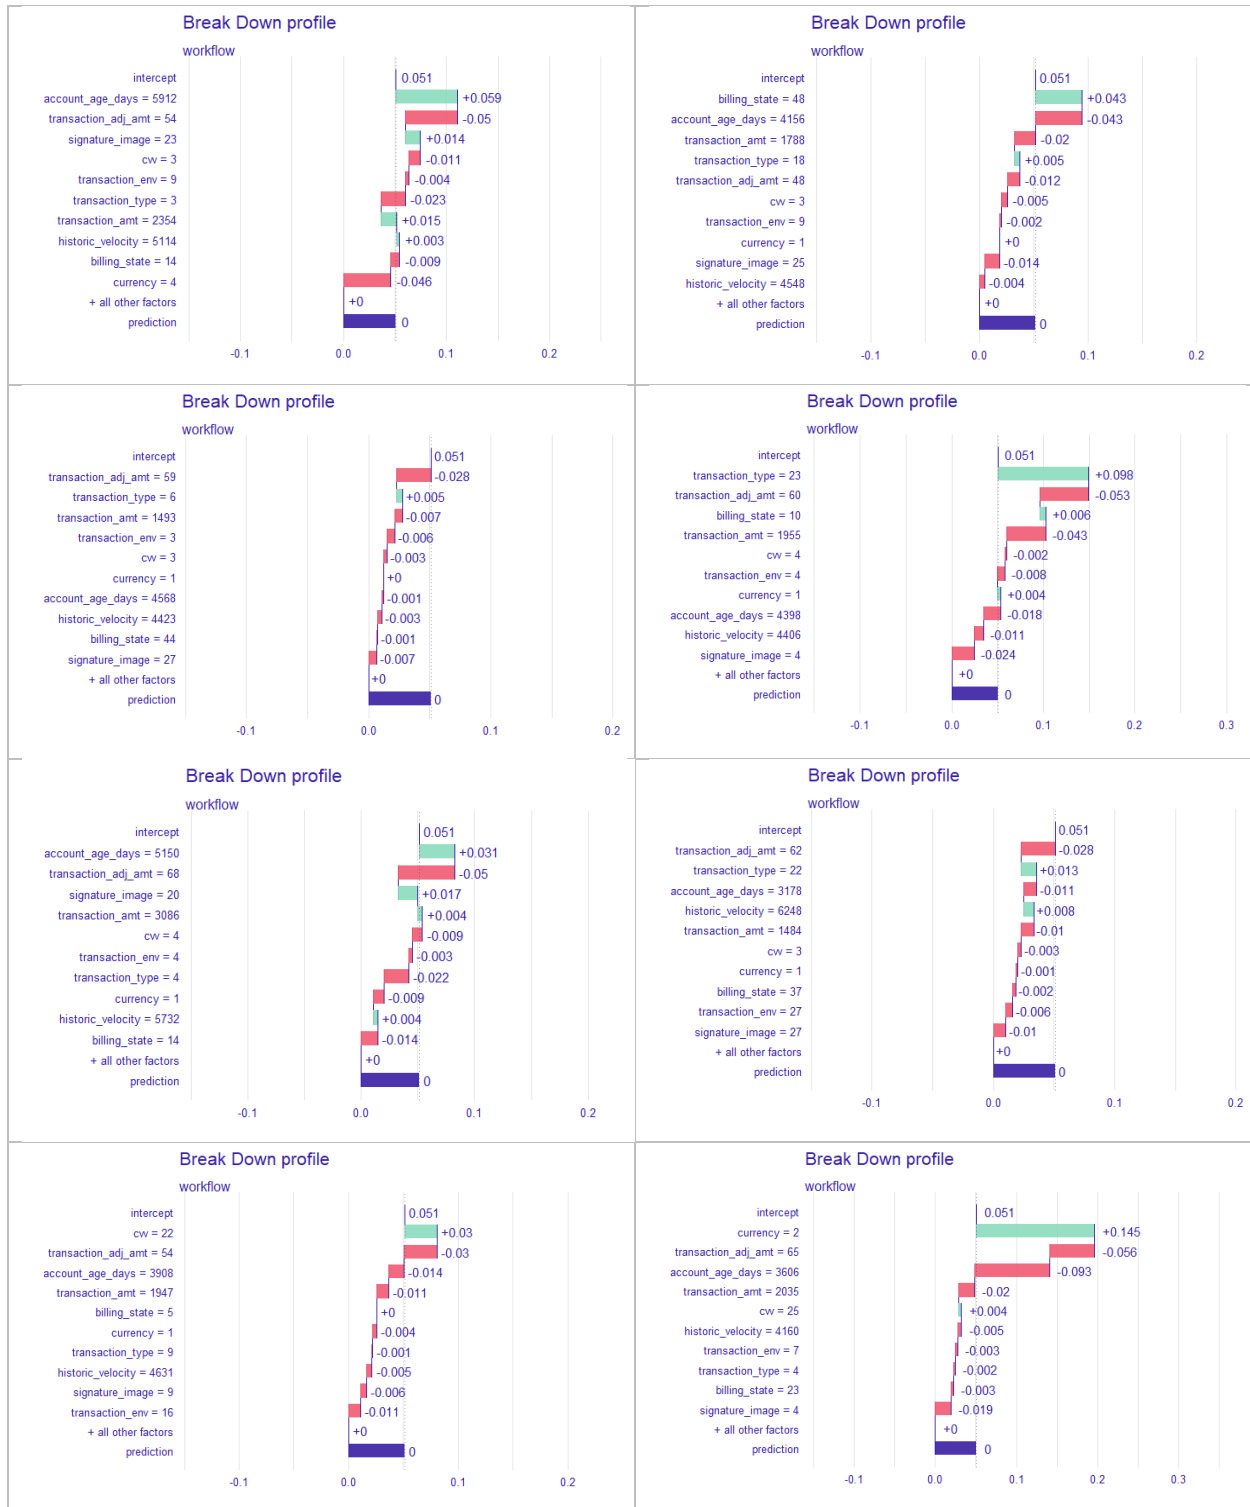 Break Down profile
workflow
intercept 0.051
account_age_days = 5912 +0.059
transaction_adj_amt = 54 -0.05
signature_image = 23 +0.014
cvv = 3 -0.011
transaction_env = 9 -0.004
transaction_type = 3 -0.023
transaction_amt = 2354 +0.015
historic_velocity = 5114 +0.003
billing_state = 14 -0.009
currency = 4 -0.046
+ all other factors +0
prediction 0
-0.1 0.0 0.1 0.2
Break Down profile
workflow
intercept 0.051
billing_state = 48 +0.043
account_age_days = 4156 -0.043
transaction_amt = 1788 -0.02
transaction_type = 18 +0.005
transaction_adj_amt = 48 -0.012
cvv = 3 -0.005
transaction_env = 9 -0.002
currency = 1 +0
signature_image = 25 -0.014
historic_velocity = 4548 -0.004
+ all other factors +0
prediction 0
-0.1 0.0 0.1 0.2
Break Down profile
workflow
intercept 0.051
transaction_adj_amt = 59 -0.028
transaction_type = 6 +0.005
transaction_amt = 1493 -0.007
transaction_env = 3 -0.006
cvv = 3 -0.003
currency = 1 +0
account_age_days = 4568 -0.001
historic_velocity = 4423 -0.003
billing_state = 44 -0.001
signature_image = 27 -0.007
+ all other factors +0
prediction 0
-0.1 0.0 0.1 0.2
Break Down profile
workflow
intercept 0.051
transaction_type = 23 +0.098
transaction_adj_amt = 60 -0.053
billing_state = 10 +0.006
transaction_amt = 1955 -0.043
cvv = 4 -0.002
transaction_env = 4 -0.008
currency = 1 +0.004
account_age_days = 4398 -0.018
historic_velocity = 4406 -0.011
signature_image = 4 -0.024
+ all other factors +0
prediction 0
-0.1 0.0 0.1 0.2 0.3
Break Down profile
workflow
intercept 0.051
account_age_days = 5150 +0.031
transaction_adj_amt = 68 -0.05
signature_image = 20 +0.017
transaction_amt = 3086 +0.004
cvv = 4 -0.009
transaction_env = 4 -0.003
transaction_type = 4 -0.022
currency = 1 -0.009
historic_velocity = 5732 +0.004
billing_state = 14 -0.014
+ all other factors +0
prediction 0
-0.1 0.0 0.1 0.2
Break Down profile
workflow
intercept 0.051
transaction_adj_amt = 62 -0.028
transaction_type = 22 +0.013
account_age_days = 3178 -0.011
historic_velocity = 6248 +0.008
transaction_amt = 1484 -0.01
cvv = 3 -0.003
currency = 1 -0.001
billing_state = 37 -0.002
transaction_env = 27 -0.006
signature_image = 27 -0.01
+ all other factors +0
prediction 0
-0.1 0.0 0.1 0.2
Break Down profile
workflow
intercept 0.051
cvv = 22 +0.03
transaction_adj_amt = 54 -0.03
account_age_days = 3908 -0.014
transaction_amt = 1947 -0.011
billing_state = 5 +0
currency = 1 -0.004
transaction_type = 9 -0.001
historic_velocity = 4631 -0.005
signature_image = 9 -0.006
transaction_env = 16 -0.011
+ all other factors +0
prediction 0
-0.1 0.0 0.1 0.2
Break Down profile
workflow
intercept 0.051
currency = 2 +0.145
transaction_adj_amt = 65 -0.056
account_age_days = 3606 -0.093
transaction_amt = 2035 -0.02
cvv = 25 +0.004
historic_velocity = 4160 -0.005
transaction_env = 7 -0.003
transaction_type = 4 -0.002
billing_state = 23 -0.003
signature_image = 4 -0.019
+ all other factors +0
prediction 0
-0.1 0.0 0.1 0.2 0.3